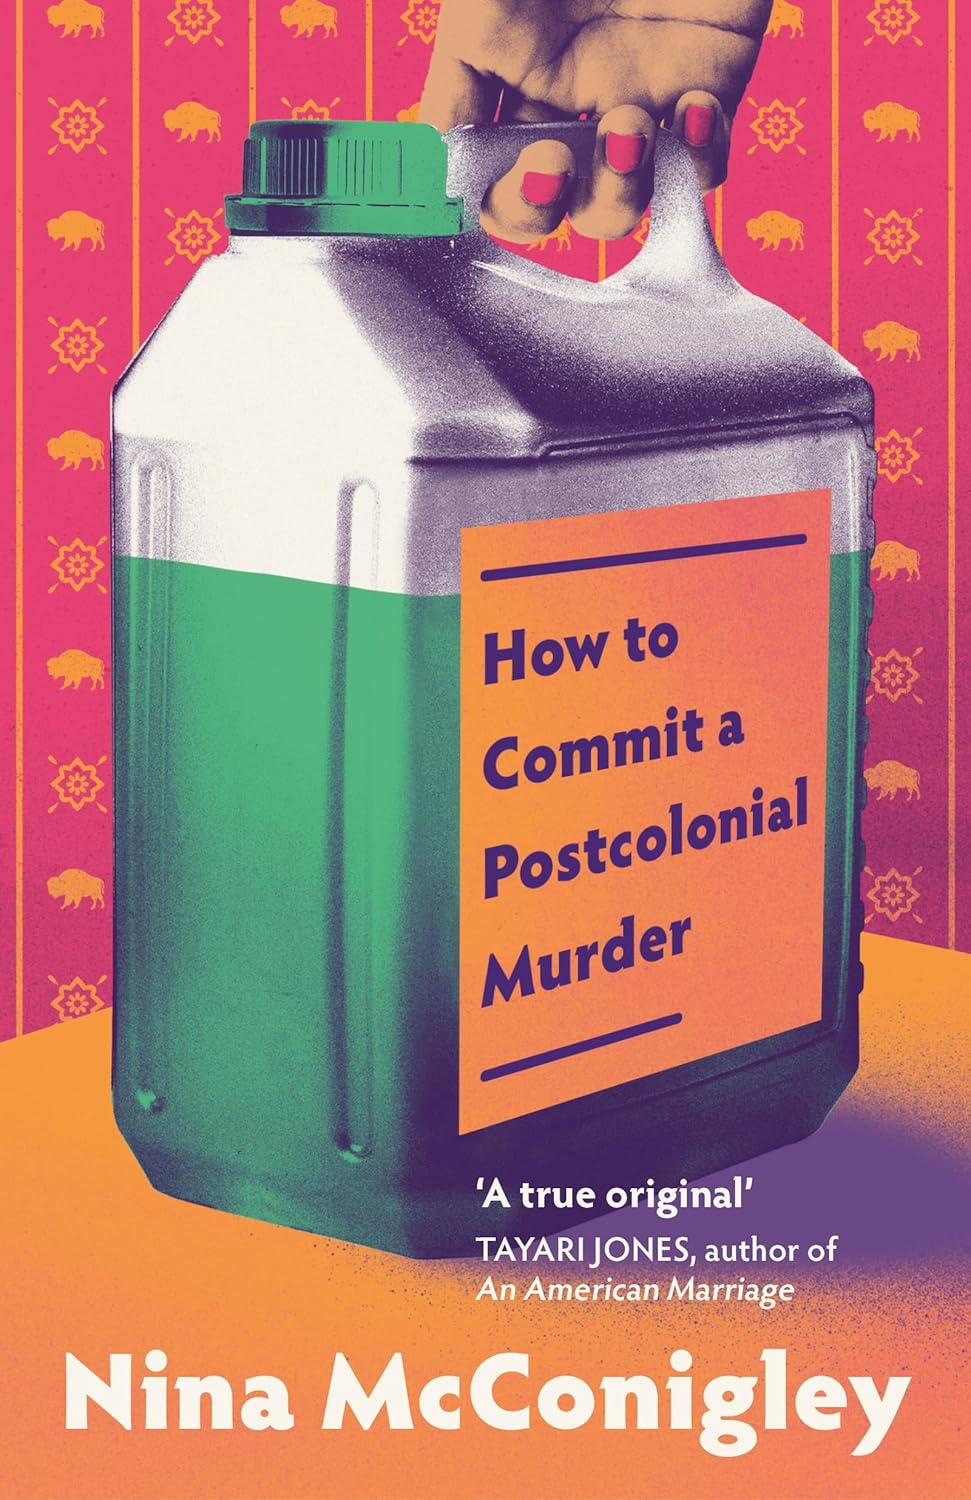 How to
Commit a
Postcolonial
Murder
‘A true original’
TAYARI JONES, author of
An American Marriage
Nina McConigley